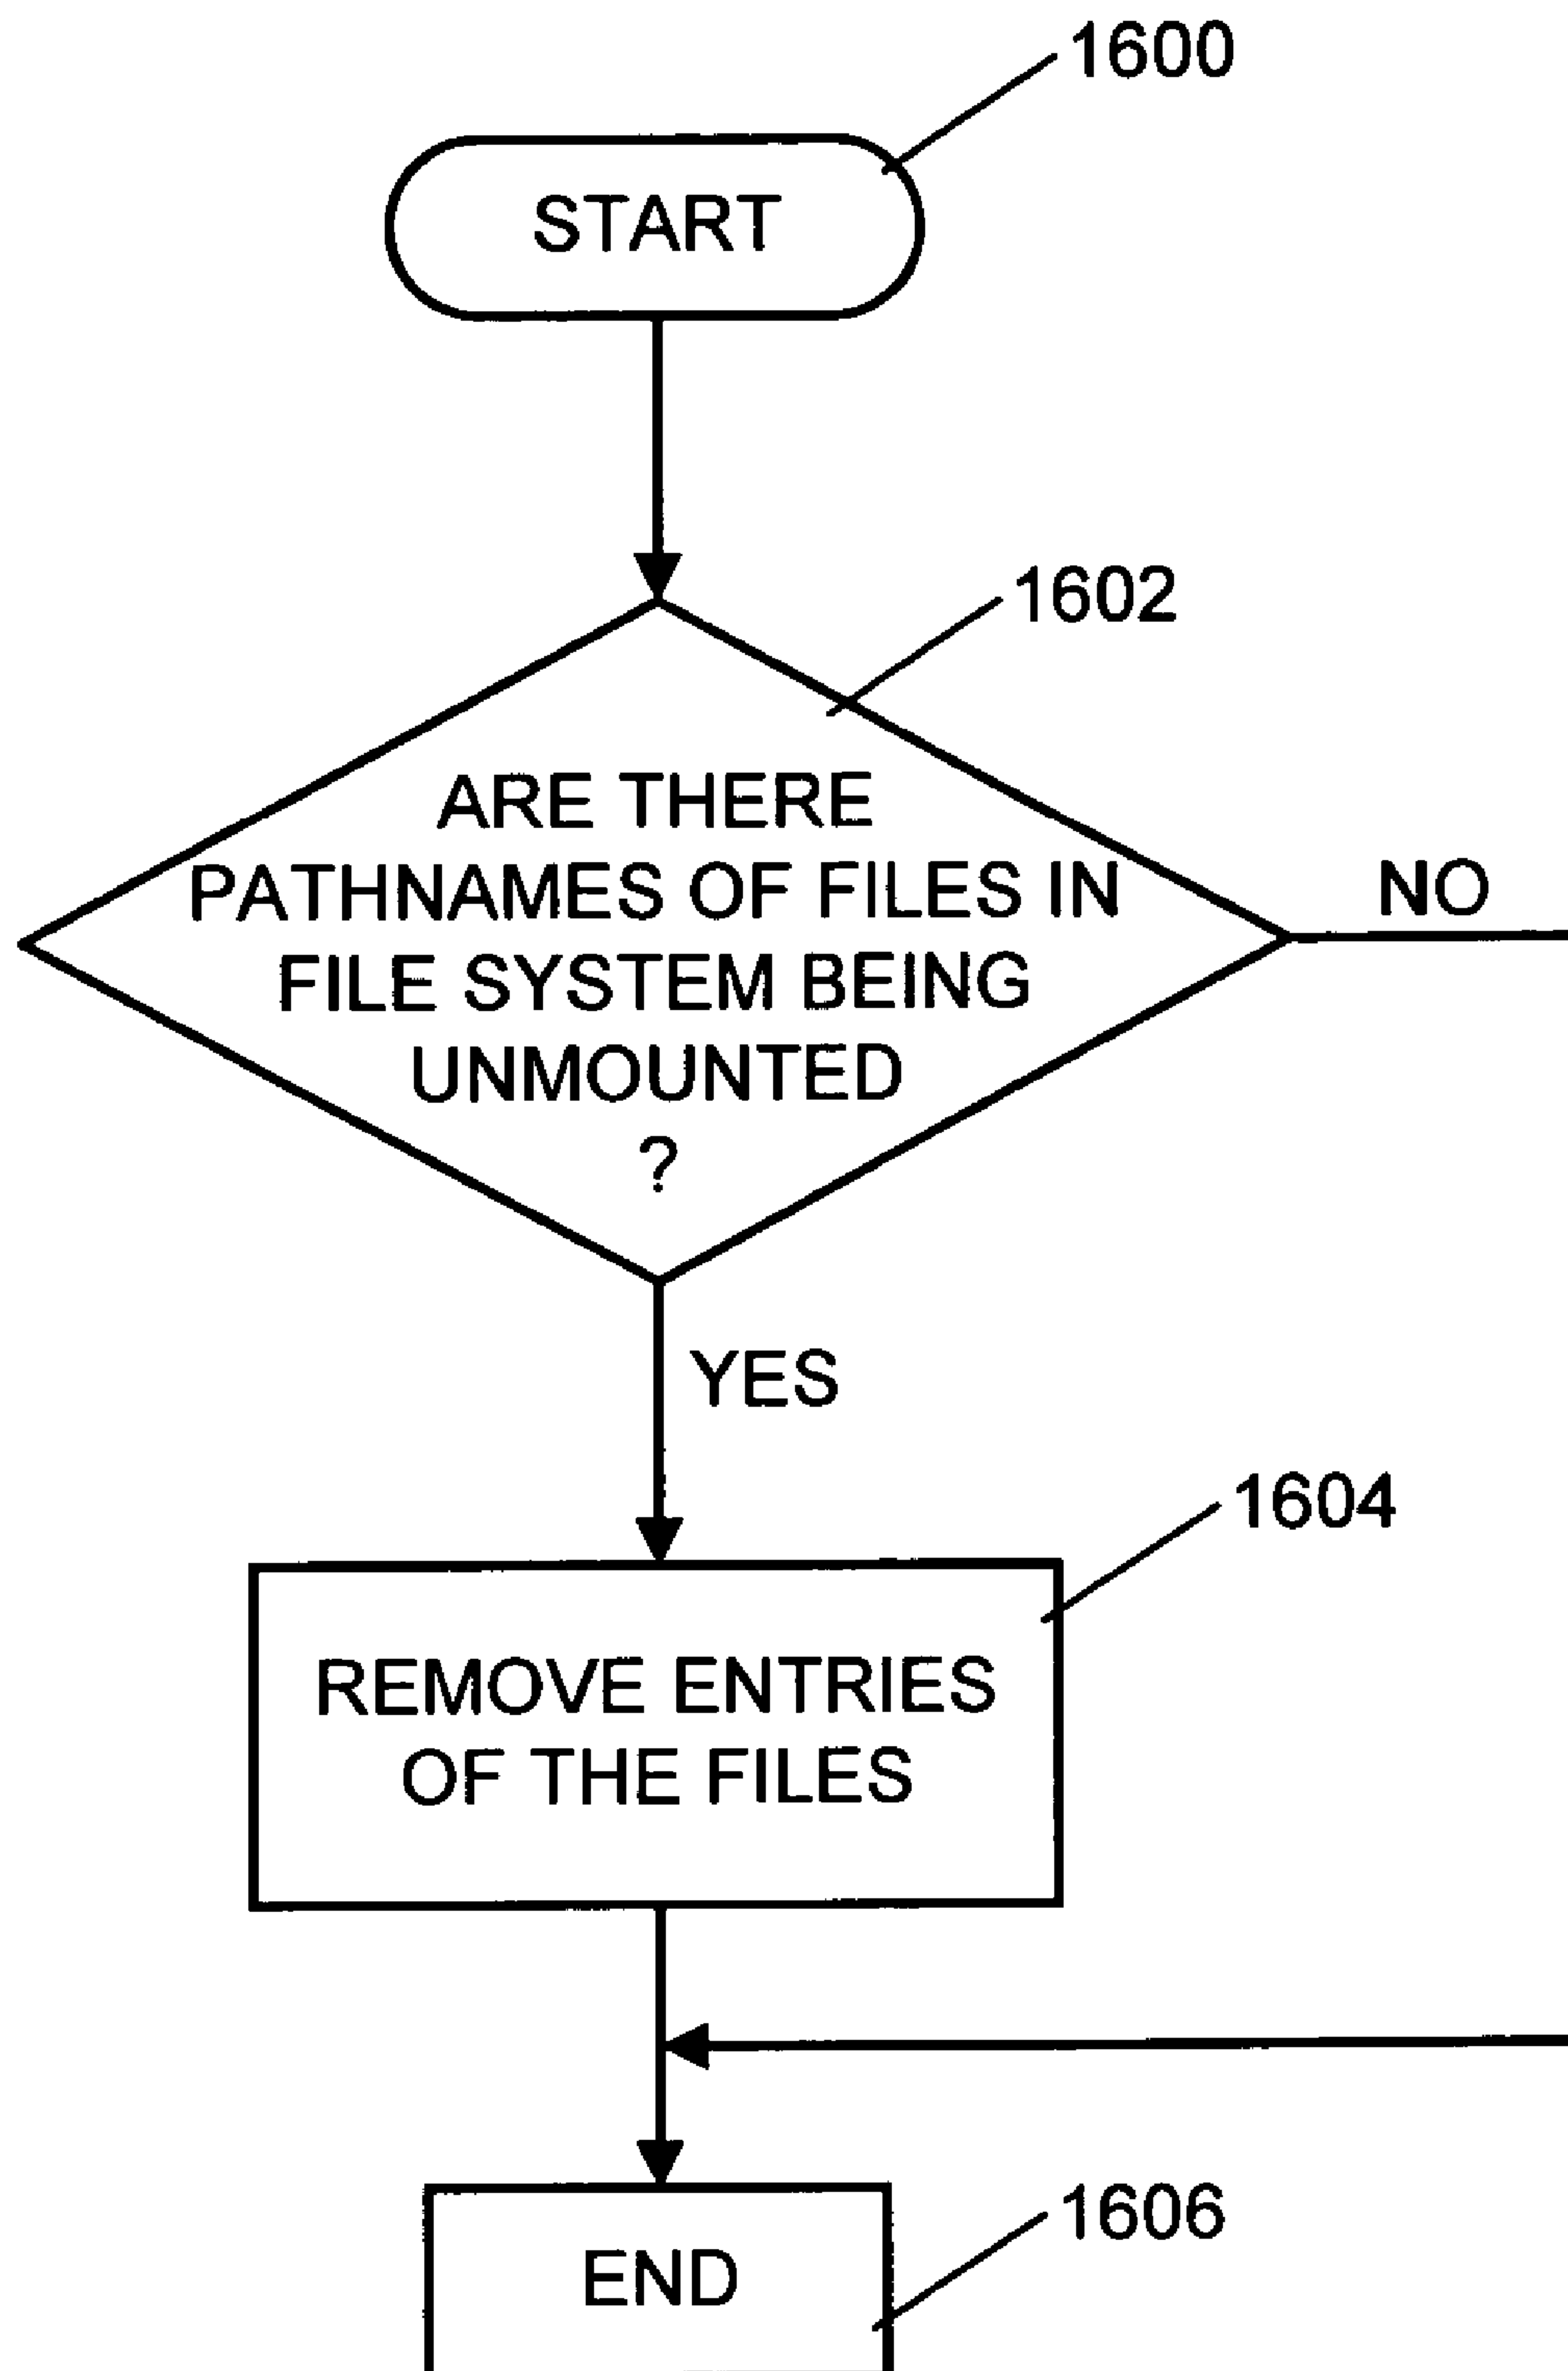 1600
START
1602
ARE THERE
PATHNAMES OF FILES IN
FILE SYSTEM BEING
UNMOUNTED
?
NO
YES
1604
REMOVE ENTRIES
OF THE FILES
1606
END